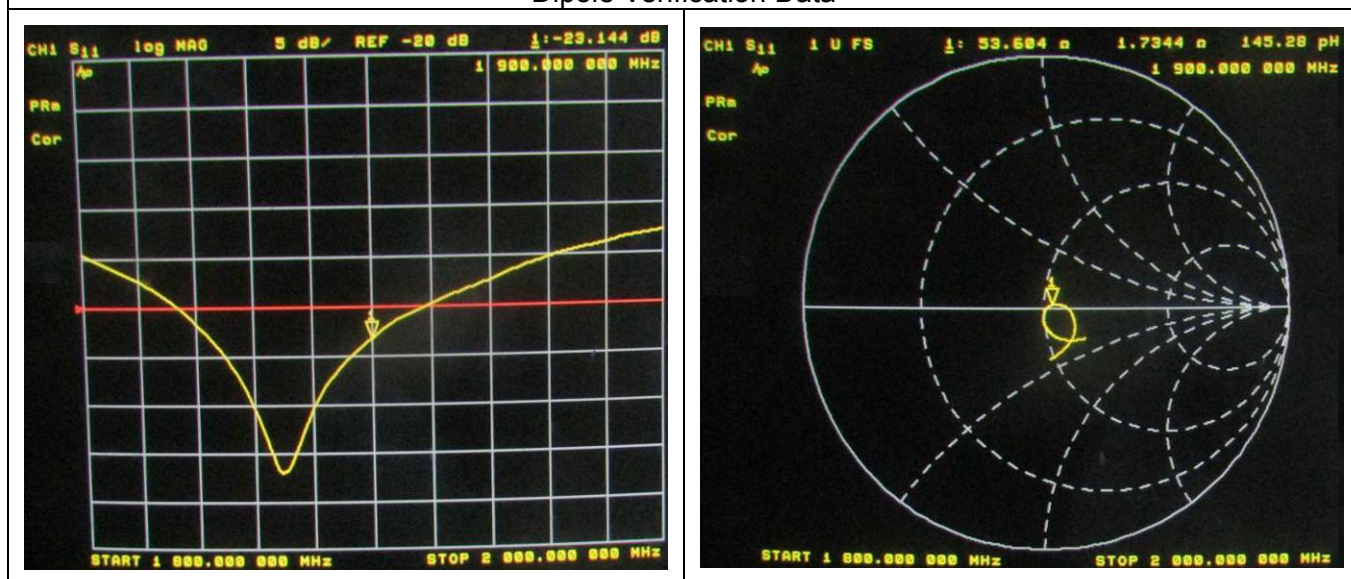 CH1 S11 log MAG 5 dB/ REF -20 dB 1:-23.144 dB
1 900.000 000 MHz
PRm
Cor
START 1 800.000 000 MHz STOP 2 000.000 000 MHz
CH1 S11 1 U FS 1: 53.604 Ω 1.7344 Ω 145.28 pH
1 900.000 000 MHz
PRm
Cor
START 1 800.000 000 MHz STOP 2 000.000 000 MHz